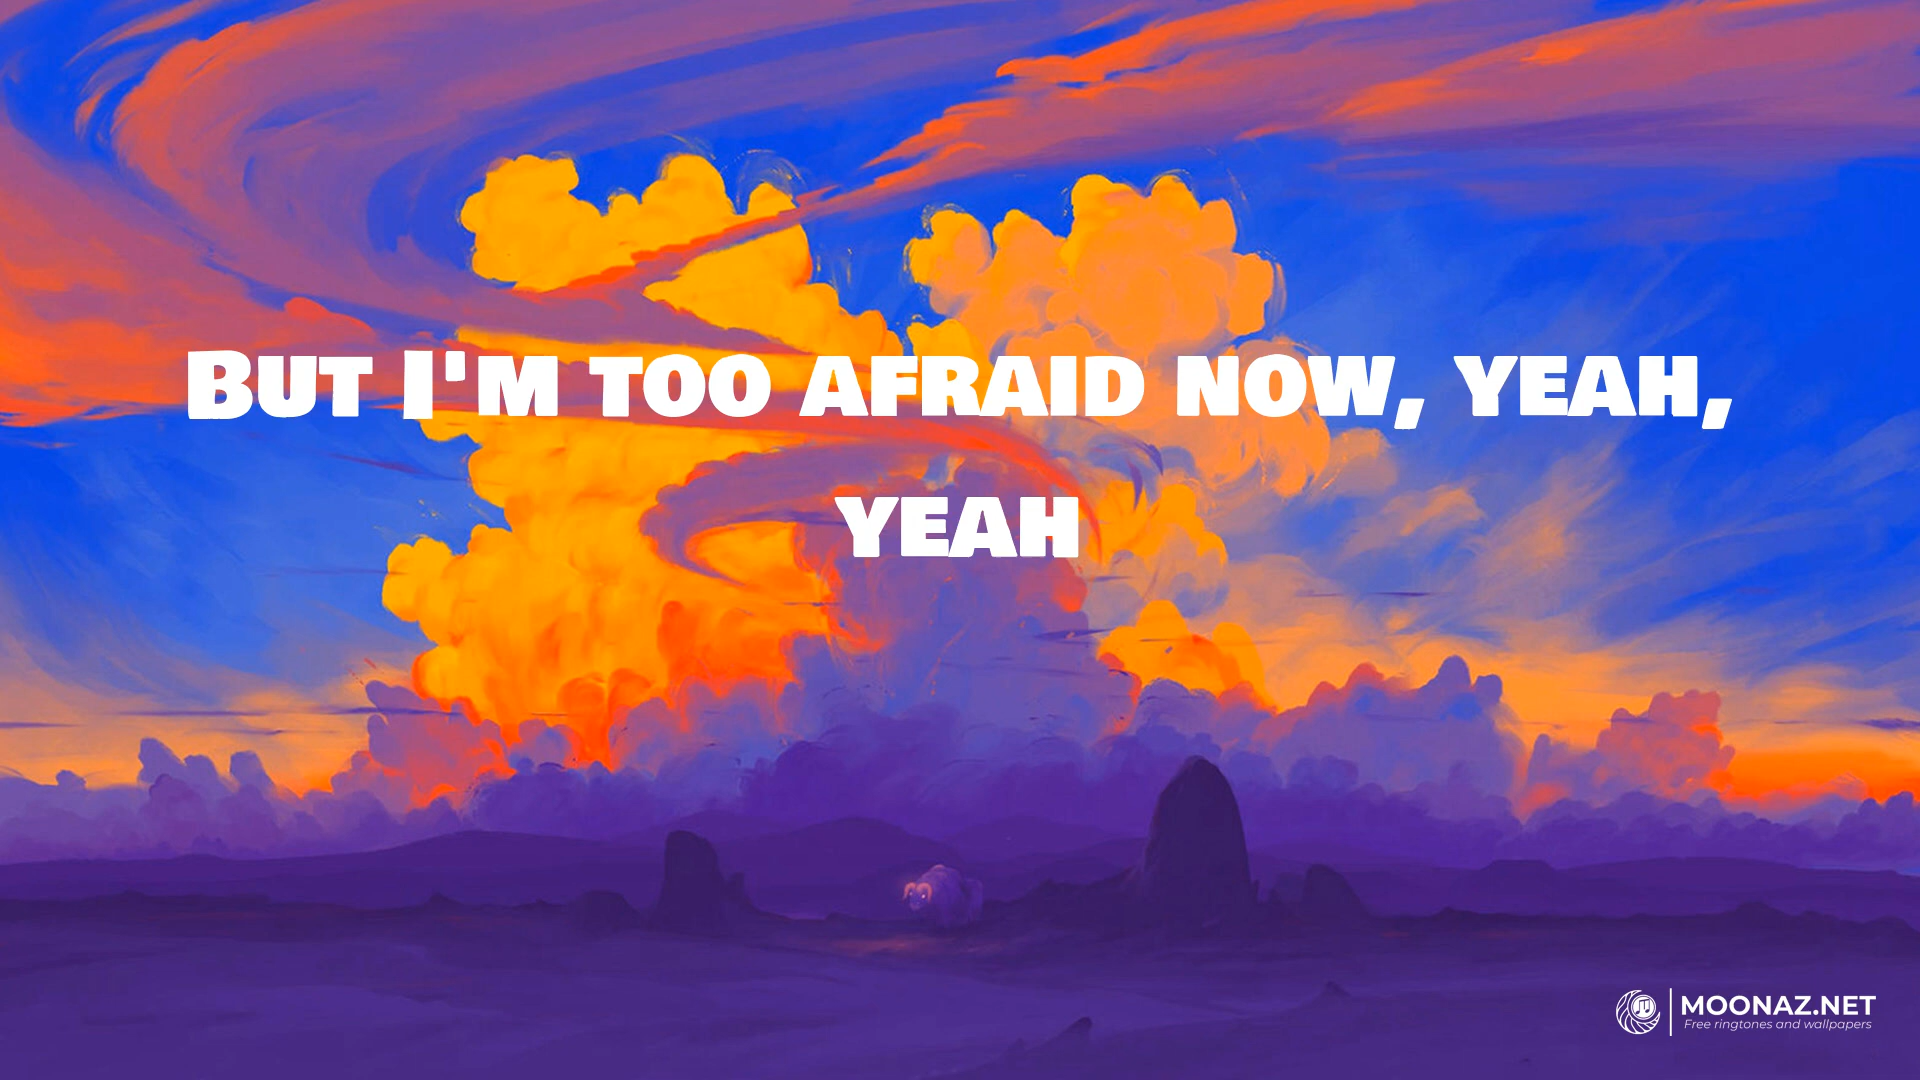 But I'm too afraid now, yeah,
yeah
MOONAZ.NET
Free ringtones and wallpapers